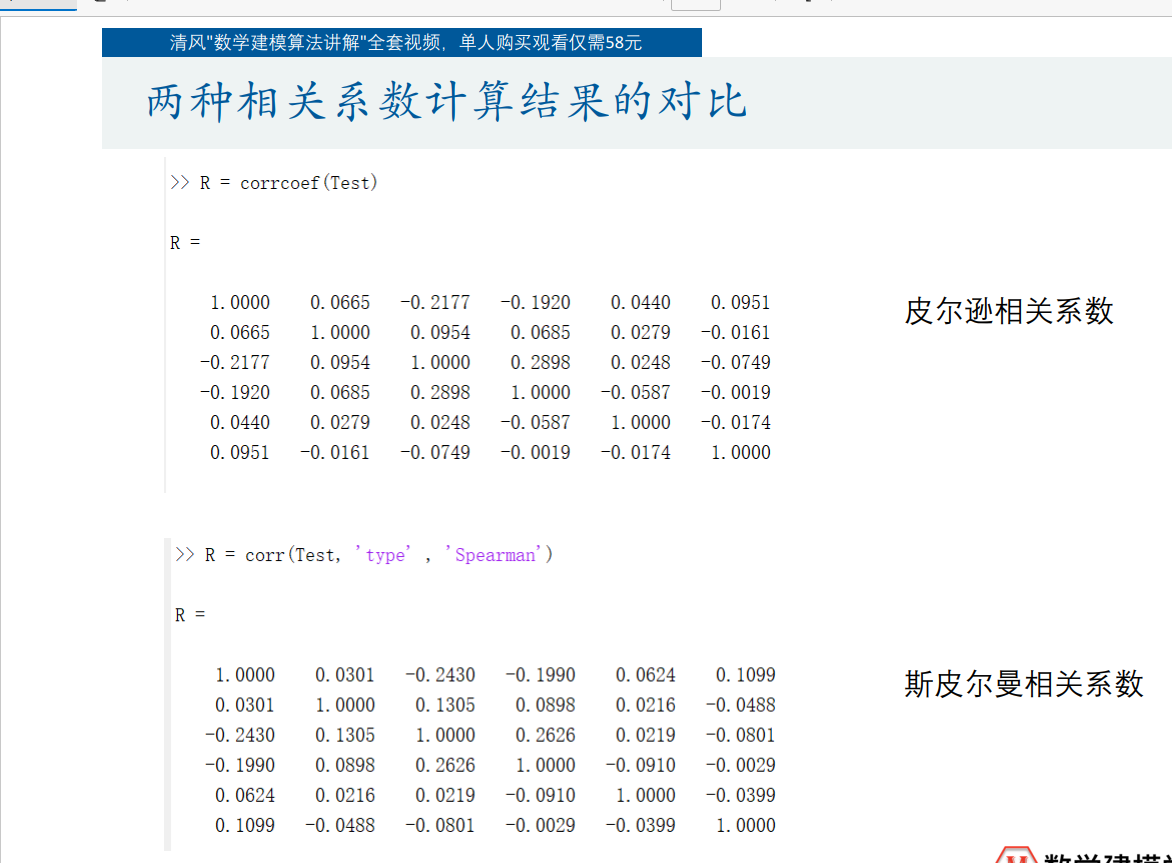 清风"数学建模算法讲解"全套视频，单人购买观看仅需58元
两种相关系数计算结果的对比
>> R = corrcoef(Test)
R =
1.0000 0.0665 -0.2177 -0.1920 0.0440 0.0951
0.0665 1.0000 0.0954 0.0685 0.0279 -0.0161
-0.2177 0.0954 1.0000 0.2898 0.0248 -0.0749
-0.1920 0.0685 0.2898 1.0000 -0.0587 -0.0019
0.0440 0.0279 0.0248 -0.0587 1.0000 -0.0174
0.0951 -0.0161 -0.0749 -0.0019 -0.0174 1.0000
皮尔逊相关系数
>> R = corr(Test, 'type' , 'Spearman')
R =
1.0000 0.0301 -0.2430 -0.1990 0.0624 0.1099
0.0301 1.0000 0.1305 0.0898 0.0216 -0.0488
-0.2430 0.1305 1.0000 0.2626 0.0219 -0.0801
-0.1990 0.0898 0.2626 1.0000 -0.0910 -0.0029
0.0624 0.0216 0.0219 -0.0910 1.0000 -0.0399
0.1099 -0.0488 -0.0801 -0.0029 -0.0399 1.0000
斯皮尔曼相关系数
数学建模